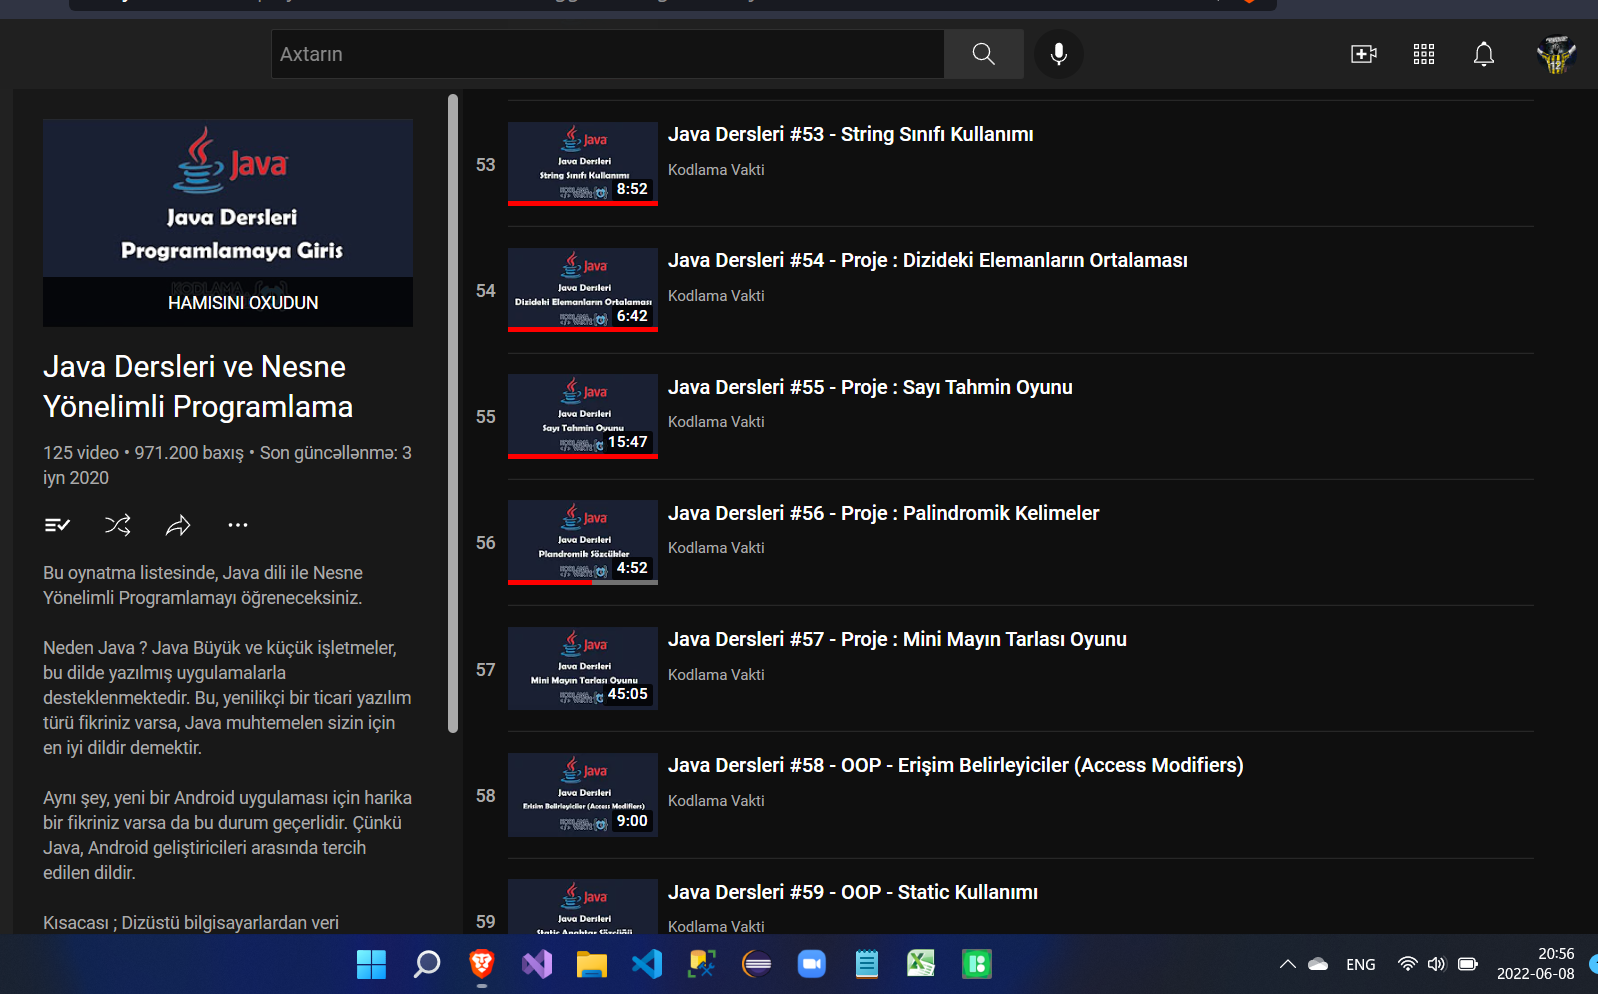 Axtarın
Java
Java Dersleri
Programlamaya Giris
HAMISINI OXUDUN
Java Dersleri ve Nesne
Yönelimli Programlama
125 video • 971.200 baxış • Son güncəllənmə: 3
iyn 2020
Bu oynatma listesinde, Java dili ile Nesne
Yönelimli Programlamayı öğreneceksiniz.
Neden Java ? Java Büyük ve küçük işletmeler,
bu dilde yazılmış uygulamalarla
desteklenmektedir. Bu, yenilikçi bir ticari yazılım
türü fikriniz varsa, Java muhtemelen sizin için
en iyi dildir demektir.
Aynı şey, yeni bir Android uygulaması için harika
bir fikriniz varsa da bu durum geçerlidir. Çünkü
Java, Android geliştiricileri arasında tercih
edilen dildir.
Kısacası ; Dizüstü bilgisayarlardan veri
53
Java
Java Dersleri
String Sınıfı Kullanımı
8:52
Java Dersleri #53 - String Sınıfı Kullanımı
Kodlama Vakti
54
Java
Java Dersleri
Dizideki Elemanların Ortalaması
6:42
Java Dersleri #54 - Proje : Dizideki Elemanların Ortalaması
Kodlama Vakti
55
Java
Java Dersleri
Sayı Tahmin Oyunu
15:47
Java Dersleri #55 - Proje : Sayı Tahmin Oyunu
Kodlama Vakti
56
Java
Java Dersleri
Plandromik Sözcükler
4:52
Java Dersleri #56 - Proje : Palindromik Kelimeler
Kodlama Vakti
57
Java
Java Dersleri
Mini Mayın Tarlası Oyunu
45:05
Java Dersleri #57 - Proje : Mini Mayın Tarlası Oyunu
Kodlama Vakti
58
Java
Java Dersleri
Erisim Belirleyiciler (Access Modifiers)
9:00
Java Dersleri #58 - OOP - Erişim Belirleyiciler (Access Modifiers)
Kodlama Vakti
59
Java
Java Dersleri
Java Dersleri #59 - OOP - Static Kullanımı
Kodlama Vakti
ENG
20:56
2022-06-08